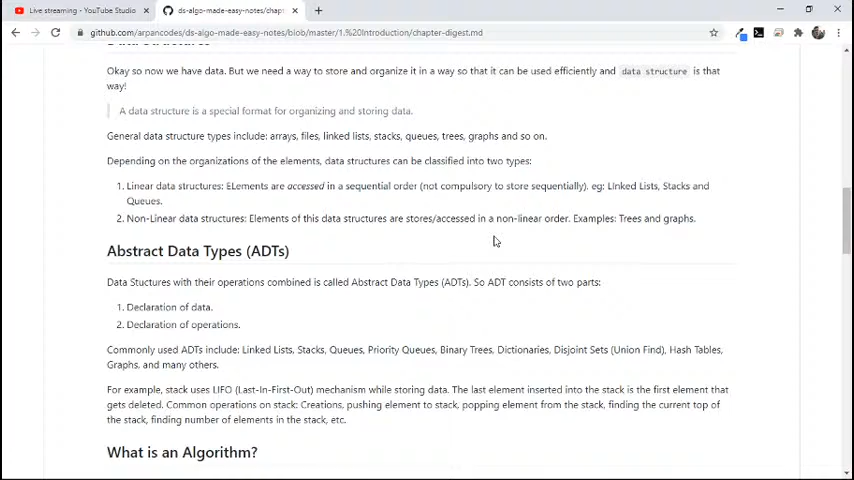 Live streaming - YouTube Studio
ds-algo-made-easy-notes/chapt
github.com/arpancodes/ds-algo-made-easy-notes/blob/master/1.%20Introduction/chapter-digest.md
Data Structures
Okay so now we have data. But we need a way to store and organize it in a way so that it can be used efficiently and data structure is that
way!
A data structure is a special format for organizing and storing data.
General data structure types include: arrays, files, linked lists, stacks, queues, trees, graphs and so on.
Depending on the organizations of the elements, data structures can be classified into two types:
1. Linear data structures: ELements are accessed in a sequential order (not compulsory to store sequentially). eg: LInked Lists, Stacks and
Queues.
2. Non-Linear data structures: Elements of this data structures are stores/accessed in a non-linear order. Examples: Trees and graphs.
Abstract Data Types (ADTs)
Data Stuctures with their operations combined is called Abstract Data Types (ADTs). So ADT consists of two parts:
1. Declaration of data.
2. Declaration of operations.
Commonly used ADTs include: Linked Lists, Stacks, Queues, Priority Queues, Binary Trees, Dictionaries, Disjoint Sets (Union Find), Hash Tables,
Graphs, and many others.
For example, stack uses LIFO (Last-In-First-Out) mechanism while storing data. The last element inserted into the stack is the first element that
gets deleted. Common operations on stack: Creations, pushing element to stack, popping element from the stack, finding the current top of
the stack, finding number of elements in the stack, etc.
What is an Algorithm?